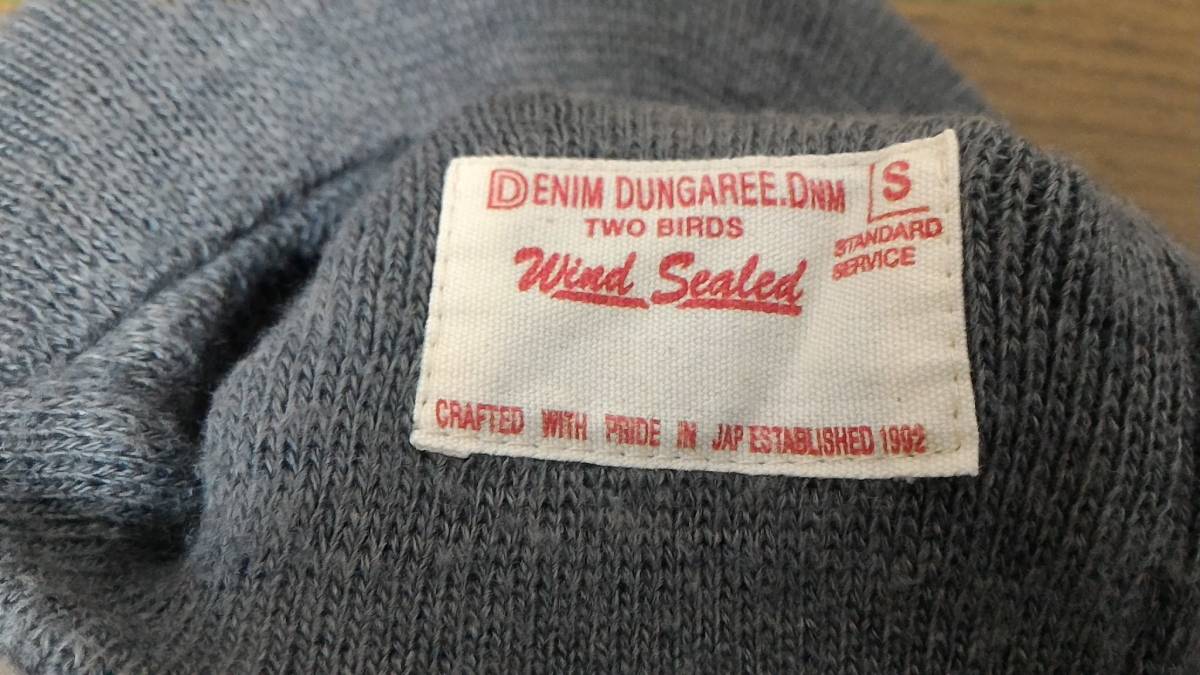 DENIM DUNGAREE.DNM
S
TWO BIRDS
STANDARD
SERVICE
Wind Sealed
CRAFTED WITH PRIDE IN JAP ESTABLISHED 1992